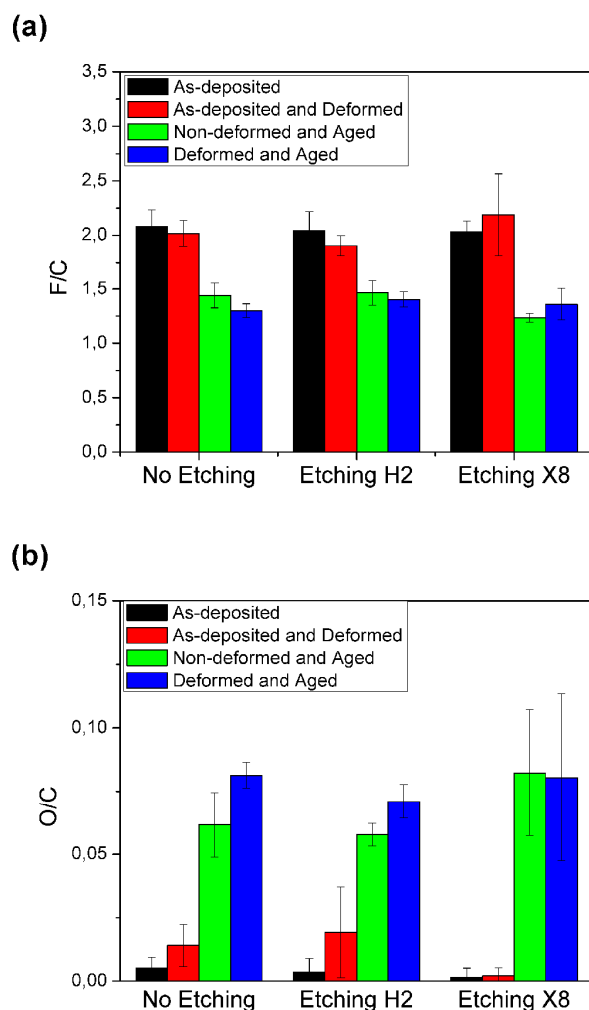 (a)
3,5
3,0
2,5
2,0
1,5
1,0
0,5
0,0
F/C
As-deposited
As-deposited and Deformed
Non-deformed and Aged
Deformed and Aged
No Etching Etching H2 Etching X8
(b)
0,15
0,10
0,05
0,00
O/C
As-deposited
As-deposited and Deformed
Non-deformed and Aged
Deformed and Aged
No Etching Etching H2 Etching X8